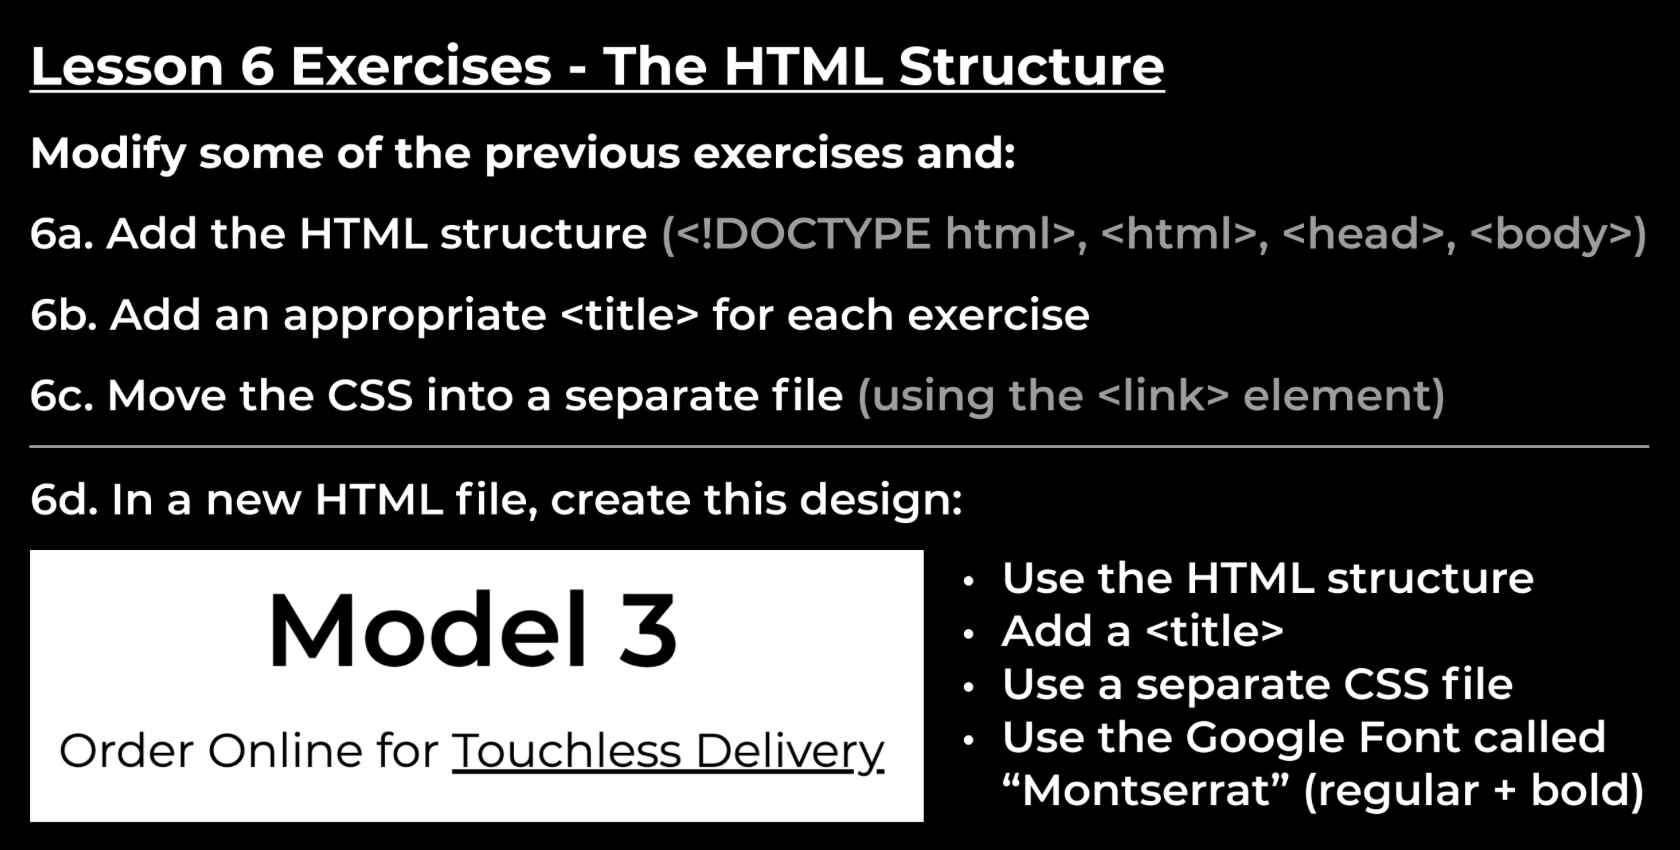 Lesson 6 Exercises - The HTML Structure
Modify some of the previous exercises and:
6a. Add the HTML structure (<!DOCTYPE html>, <html>, <head>, <body>)
6b. Add an appropriate <title> for each exercise
6c. Move the CSS into a separate file (using the <link> element)
6d. In a new HTML file, create this design:
Model 3
Order Online for Touchless Delivery
• Use the HTML structure
• Add a <title>
• Use a separate CSS file
• Use the Google Font called
“Montserrat” (regular + bold)